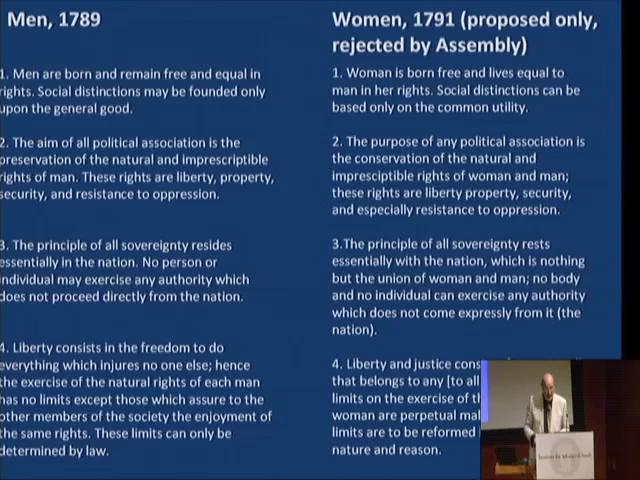 Men, 1789
1. Men are born and remain free and equal in
rights. Social distinctions may be founded only
upon the general good.
2. The aim of all political association is the
preservation of the natural and imprescriptible
rights of man. These rights are liberty, property,
security, and resistance to oppression.
3. The principle of all sovereignty resides
essentially in the nation. No person or
individual may exercise any authority which
does not proceed directly from the nation.
4. Liberty consists in the freedom to do
everything which injures no one else; hence
the exercise of the natural rights of each man
has no limits except those which assure to the
other members of the society the enjoyment of
the same rights. These limits can only be
determined by law.
Women, 1791 (proposed only,
rejected by Assembly)
1. Woman is born free and lives equal to
man in her rights. Social distinctions can be
based only on the common utility.
2. The purpose of any political association is
the conservation of the natural and
impresciptible rights of woman and man;
these rights are liberty property, security,
and especially resistance to oppression.
3.The principle of all sovereignty rests
essentially with the nation, which is nothing
but the union of woman and man; no body
and no individual can exercise any authority
which does not come expressly from it (the
nation).
4. Liberty and justice cons
that belongs to any [to all
limits on the exercise of th
woman are perpetual mal
limits are to be reformed
nature and reason.
Institute for Advanced Study